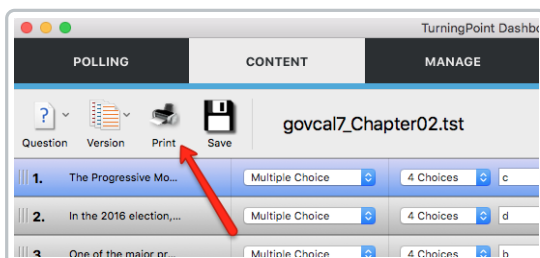 TurningPoint Dashbo
POLLING CONTENT MANAGE
?
Question Version Print Save
govcal7_Chapter02.tst
1. The Progressive Mo... Multiple Choice 4 Choices c
2. In the 2016 election,... Multiple Choice 4 Choices d
3 One of the major pr... Multiple Choice 4 Choices b